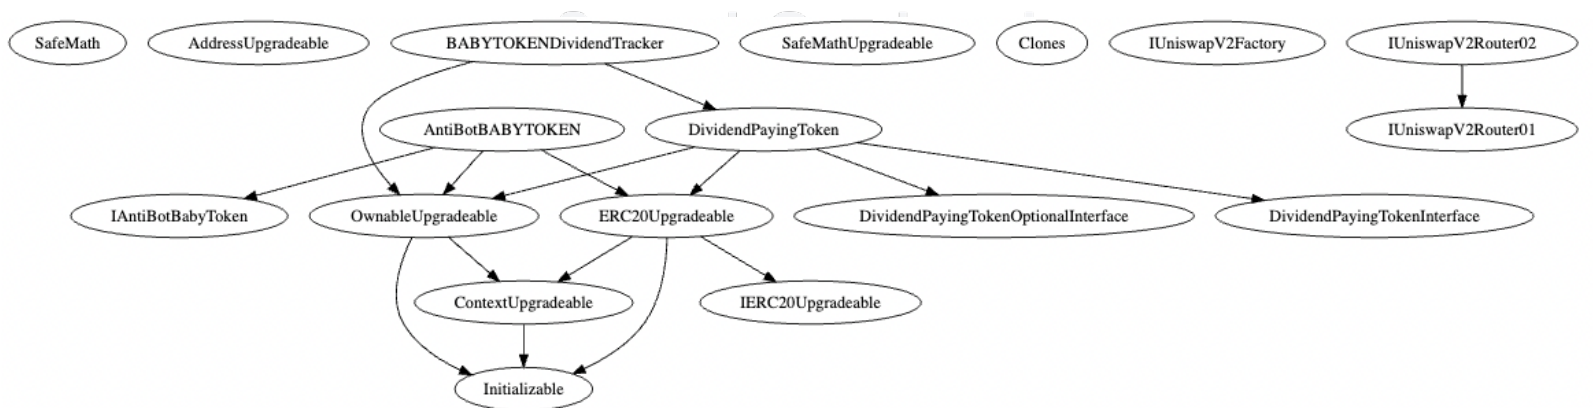 SafeMath
AddressUpgradeable
BABYTOKENDividendTracker
SafeMathUpgradeable
Clones
IUniswapV2Factory
IUniswapV2Router02
AntiBotBABYTOKEN
DividendPayingToken
IUniswapV2Router01
IAntiBotBabyToken
OwnableUpgradeable
ERC20Upgradeable
DividendPayingTokenOptionalInterface
DividendPayingTokenInterface
ContextUpgradeable
IERC20Upgradeable
Initializable